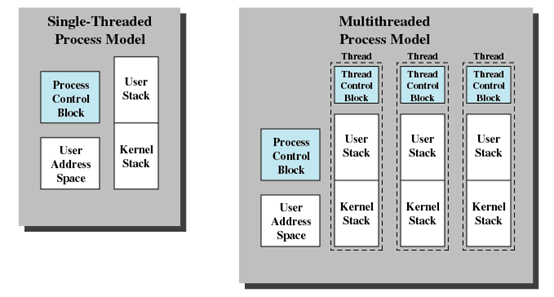 Single-Threaded
Process Model
Process
Control
Block
User
Stack
User
Address
Space
Kernel
Stack
Multithreaded
Process Model
Thread
Thread
Control
Block
User
Stack
Kernel
Stack
Thread
Thread
Control
Block
User
Stack
Kernel
Stack
Thread
Thread
Control
Block
User
Stack
Kernel
Stack
Process
Control
Block
User
Address
Space